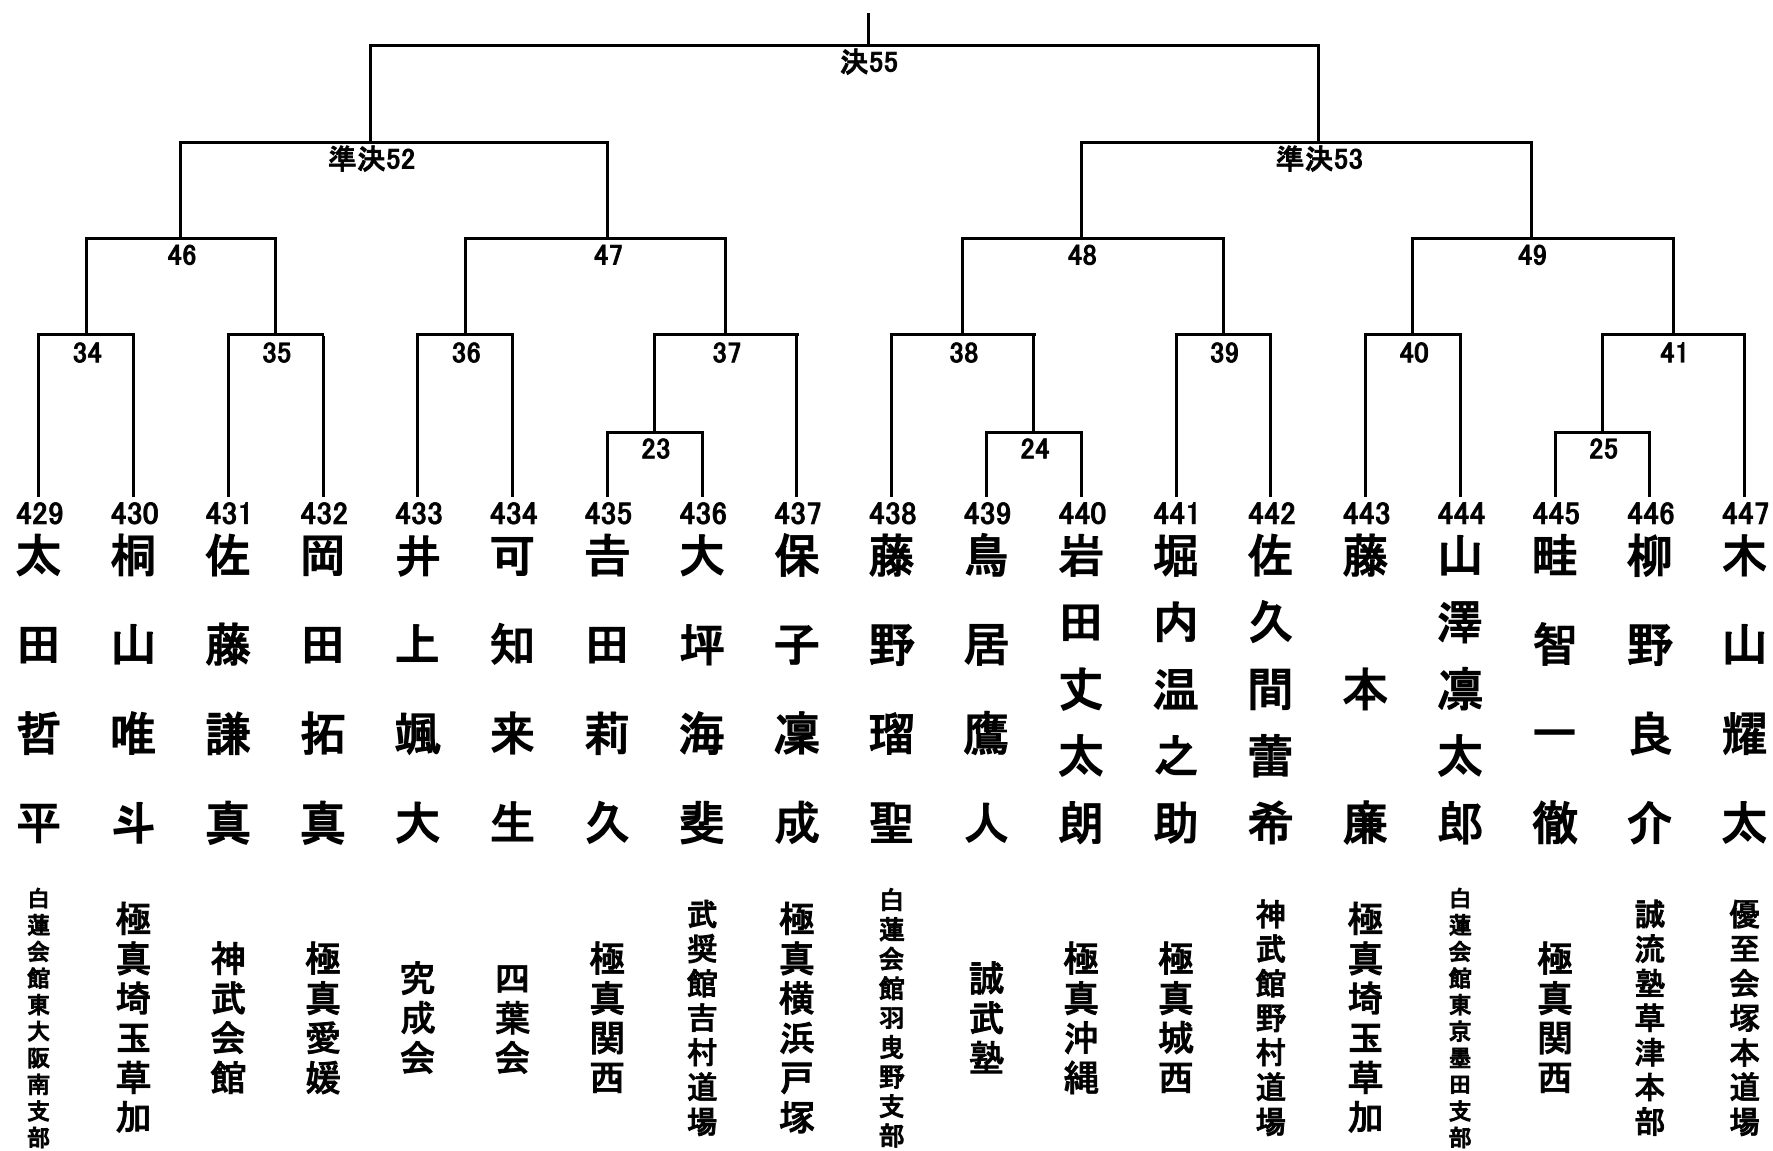 決55
準決52
準決53
46
47
48
49
34
35
36
37
38
39
40
41
23
24
25
429
太田哲平
白蓮会館東大阪南支部
430
桐山唯斗
極真埼玉草加
431
佐藤謙真
神武会館
432
岡田拓真
極真愛媛
433
井上颯大
究成会
434
可知来生
四葉会
435
𠮷田莉久
極真関西
436
大坪海斐
武奨館吉村道場
437
保子凜成
極真横浜戸塚
438
藤野瑠聖
白蓮会館羽曳野支部
439
鳥居鷹人
誠武塾
440
岩田丈太朗
極真沖縄
441
堀内温之助
極真城西
442
佐久間蕾希
神武館野村道場
443
藤本廉
極真埼玉草加
444
山澤凛太郎
白蓮会館東京墨田支部
445
畦智一徹
極真関西
446
柳野良介
誠流塾草津本部
447
木山耀太
優至会塚本道場